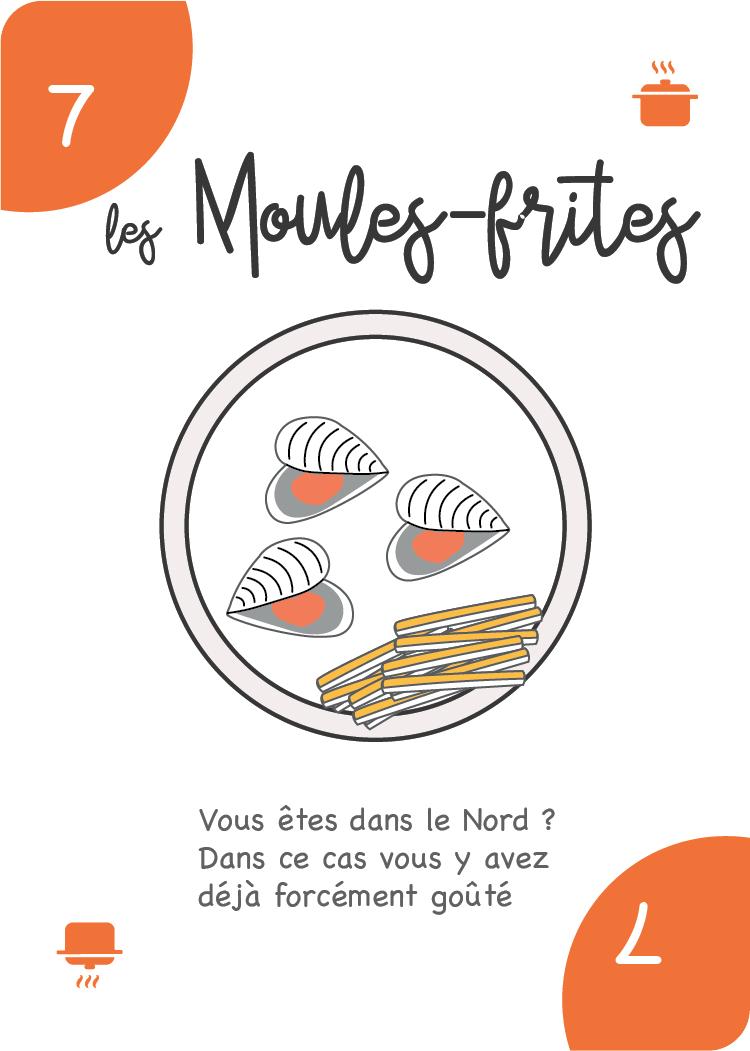 7
les Moules-frites
Vous êtes dans le Nord ?
Dans ce cas vous y avez
déjà forcément goûté
7